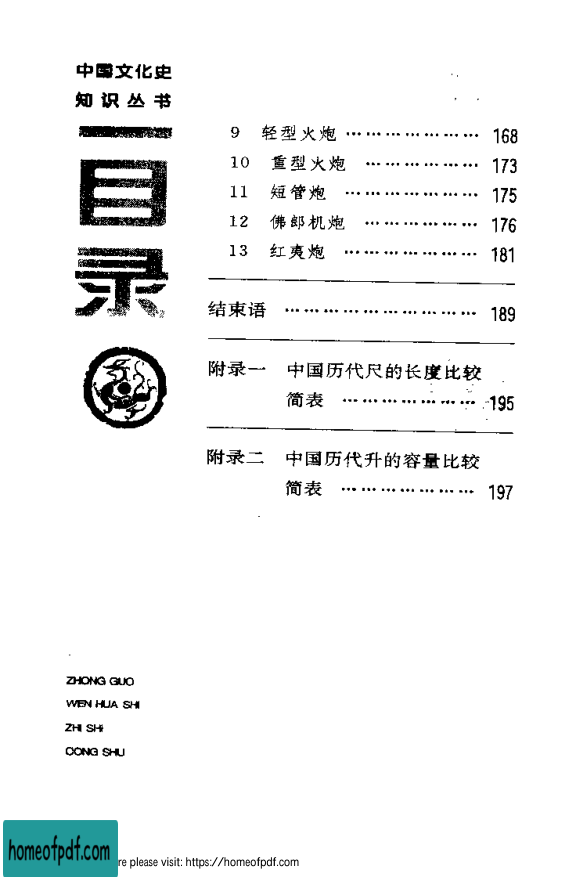 中国文化史
知识丛书
目
录
9 轻型火炮 ………………… 168
10 重型火炮 ……………… 173
11 短管炮 ………………… 175
12 佛郎机炮 ……………… 176
13 红夷炮 ………………… 181
结束语 ………………………… 189
附录一 中国历代尺的长度比较
简表 ………………… 195
附录二 中国历代升的容量比较
简表 ………………… 197
ZHONG GUO
WEN HUA SHI
ZHI SHI
CONG SHU
homeofpdf.com
re please visit: https://homeofpdf.com